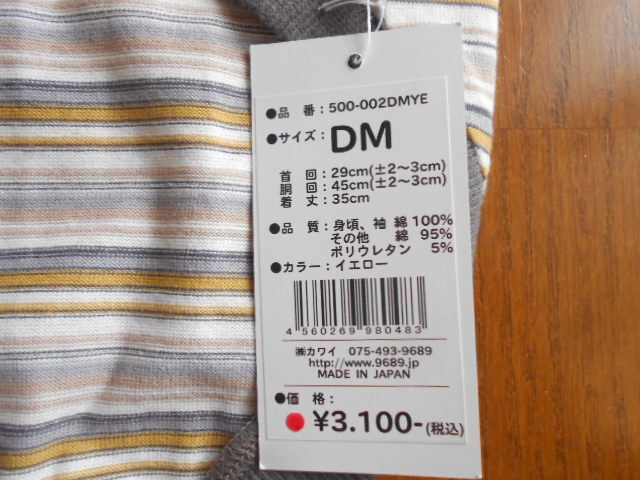 ●品 番：500-002DMYE
●サイズ：DM
首 回：29cm(±2～3cm)
胴 回：45cm(±2～3cm)
着 丈：35cm
●品 質：身頃、袖 綿 100%
その他 綿 95%
ポリウレタン 5%
●カラー：イエロー
4 560269 980483
㈱カワイ 075-493-9689
http://www.9689.jp
MADE IN JAPAN
●価 格：
¥3.100-(税込)